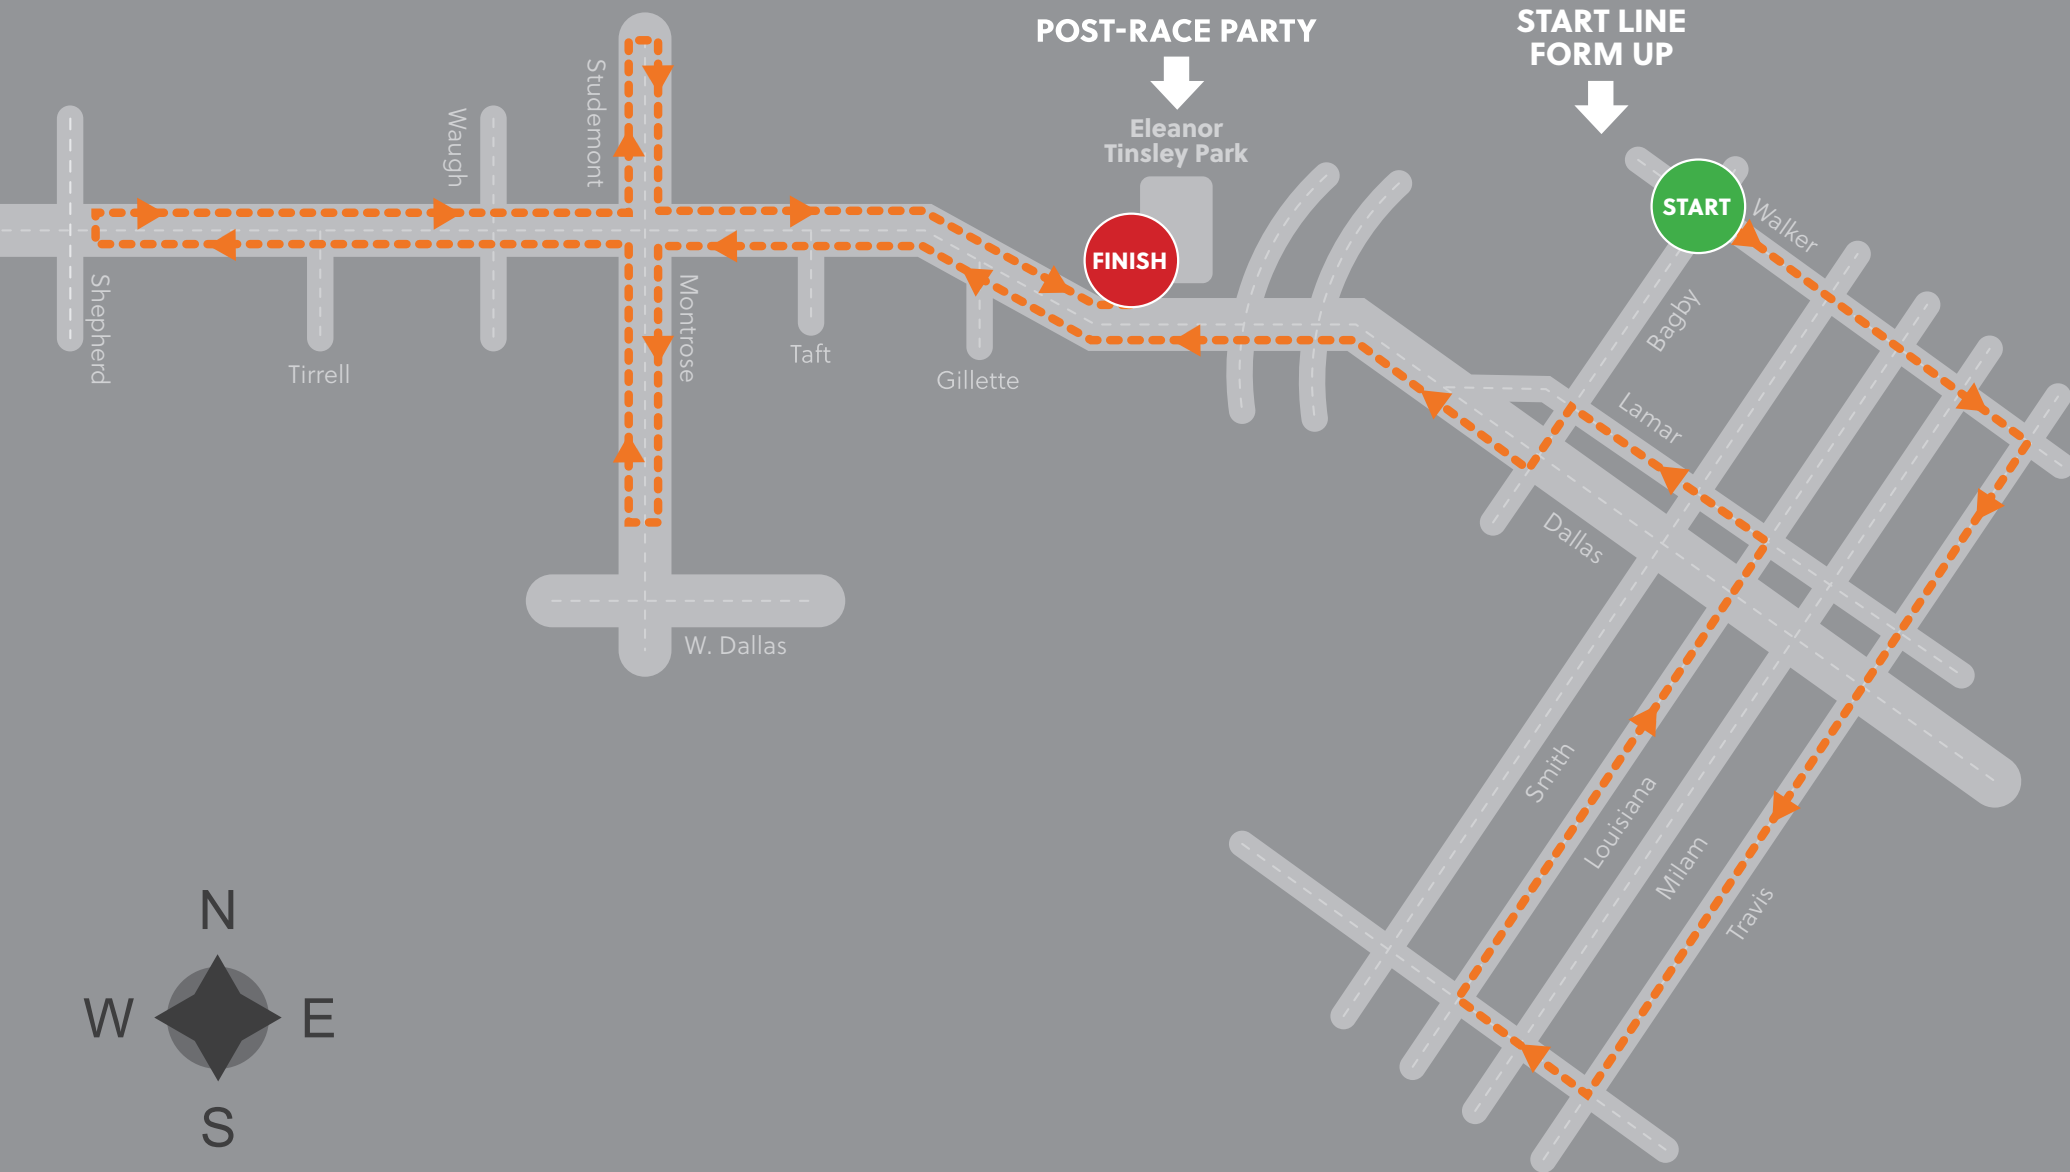 POST-RACE PARTY
START LINE
FORM UP
Eleanor
Tinsley Park
Studemont
Waugh
START
Walker
FINISH
Shepherd
Montrose
Bagby
Tirrell
Taft
Gillette
Lamar
Dallas
W. Dallas
Smith
Louisiana
Milam
Travis
N
W
E
S